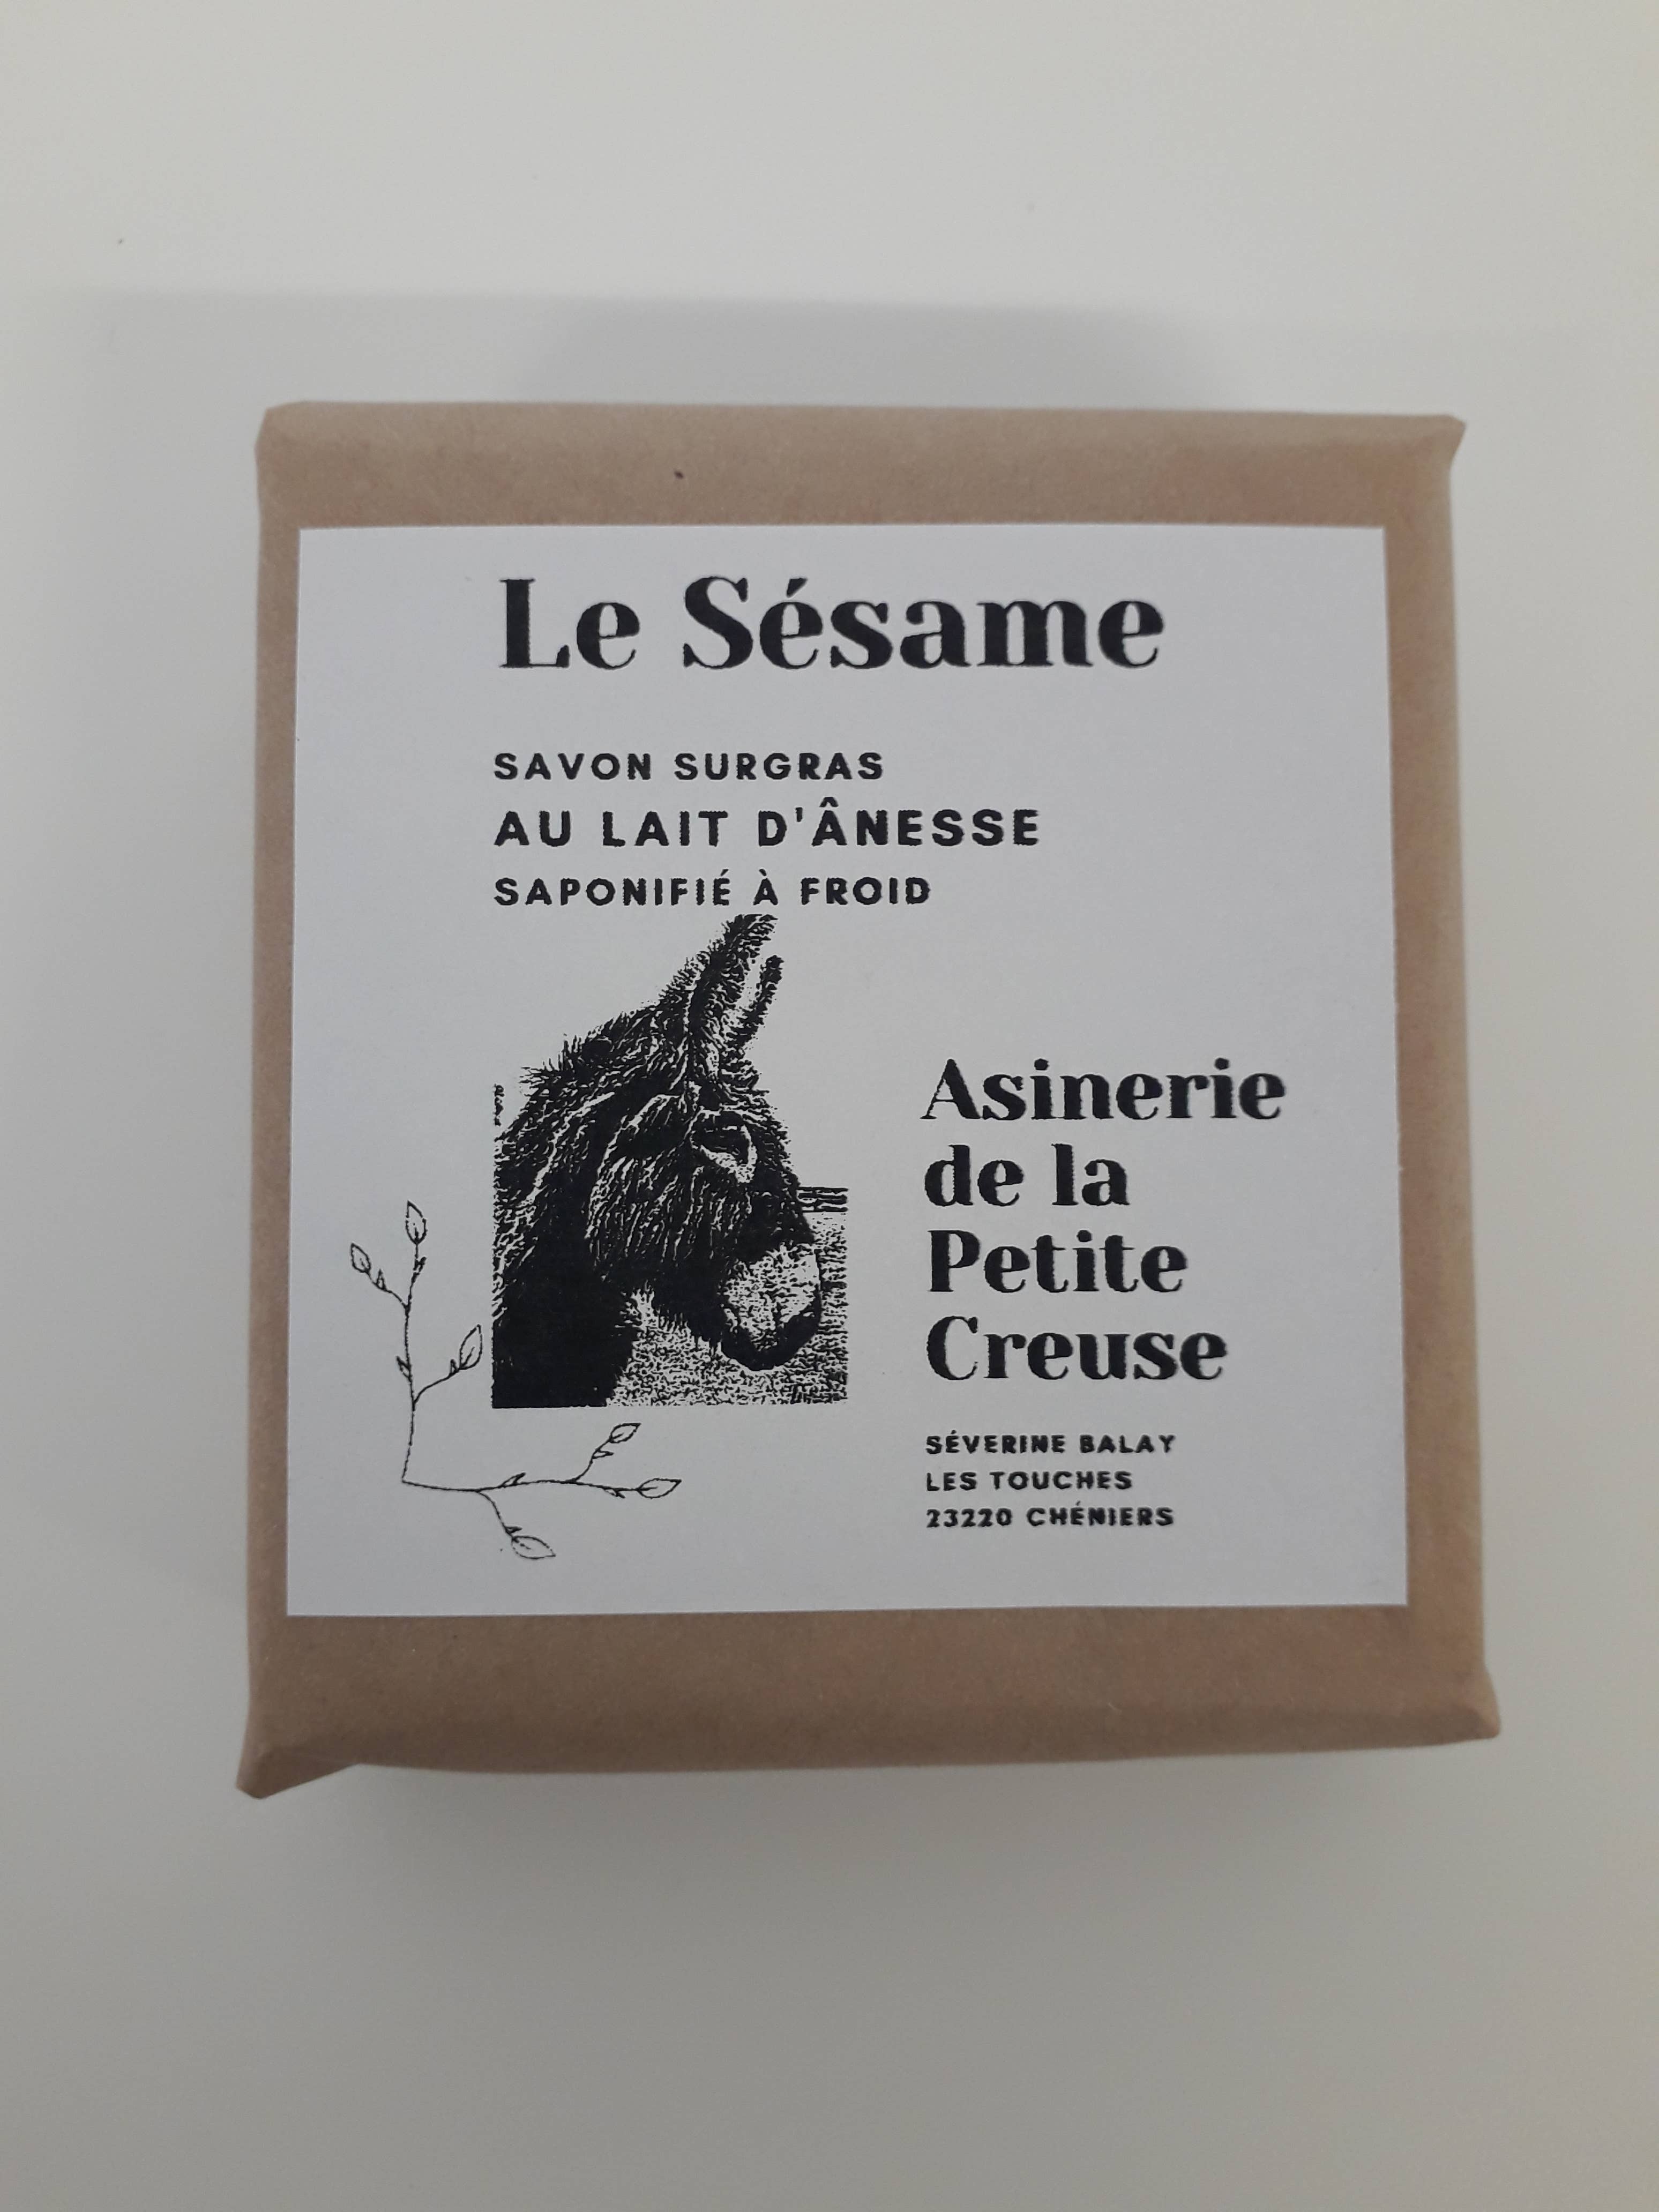 Le Sésame
SAVON SURGRAS
AU LAIT D'ÂNESSE
SAPONIFIÉ À FROID
Asinerie
de la
Petite
Creuse
SÉVERINE BALAY
LES TOUCHES
23220 CHÉNIERS